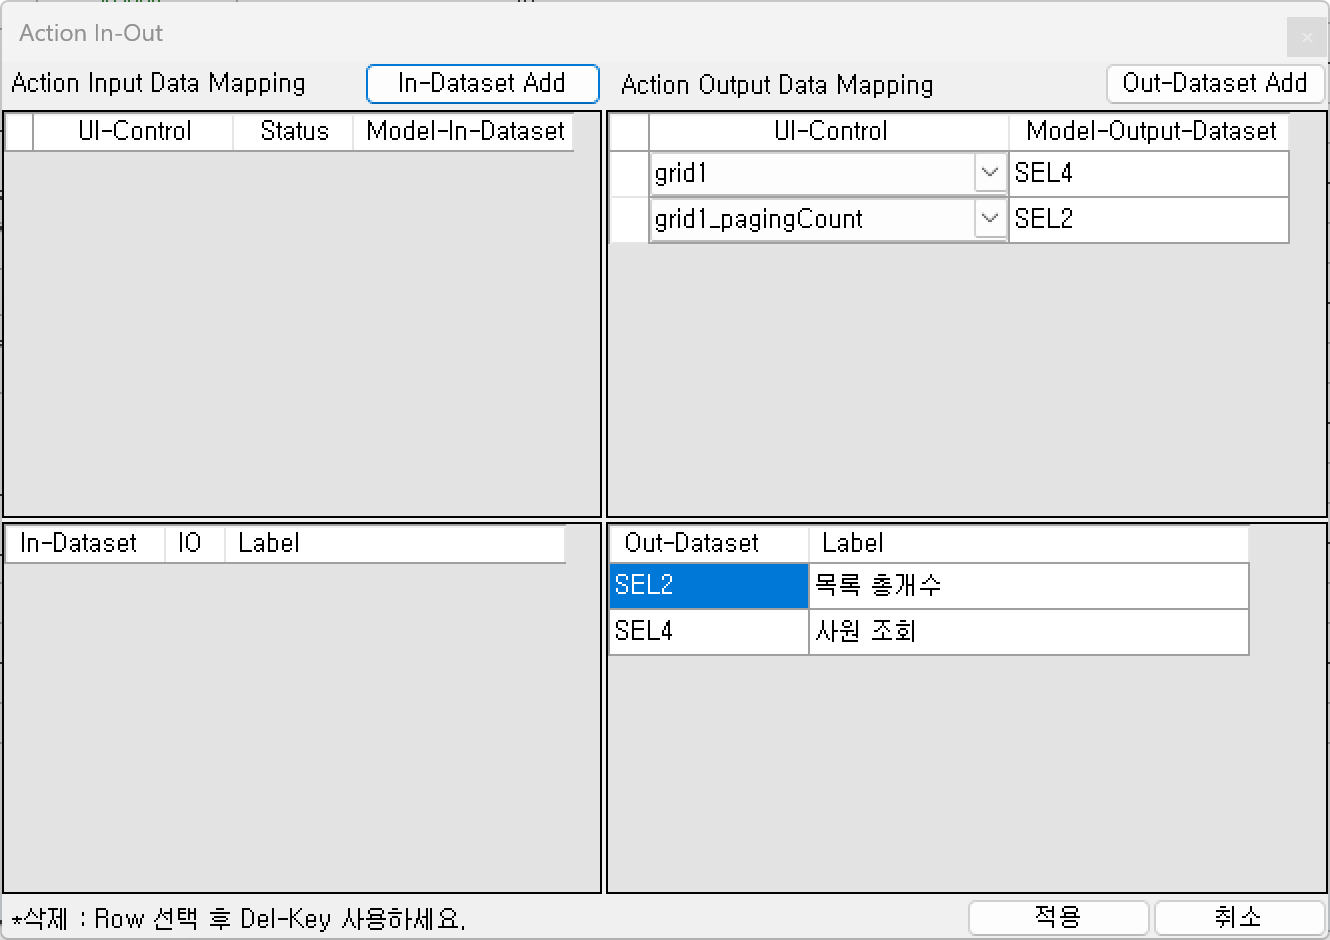 Action In-Out
Action Input Data Mapping
In-Dataset Add
Action Output Data Mapping
Out-Dataset Add
UI-Control Status Model-In-Dataset
UI-Control Model-Output-Dataset
grid1 SEL4
grid1_pagingCount SEL2
In-Dataset IO Label
Out-Dataset Label
SEL2 목록 총개수
SEL4 사원 조회
*삭제 : Row 선택 후 Del-Key 사용하세요.
적용
취소